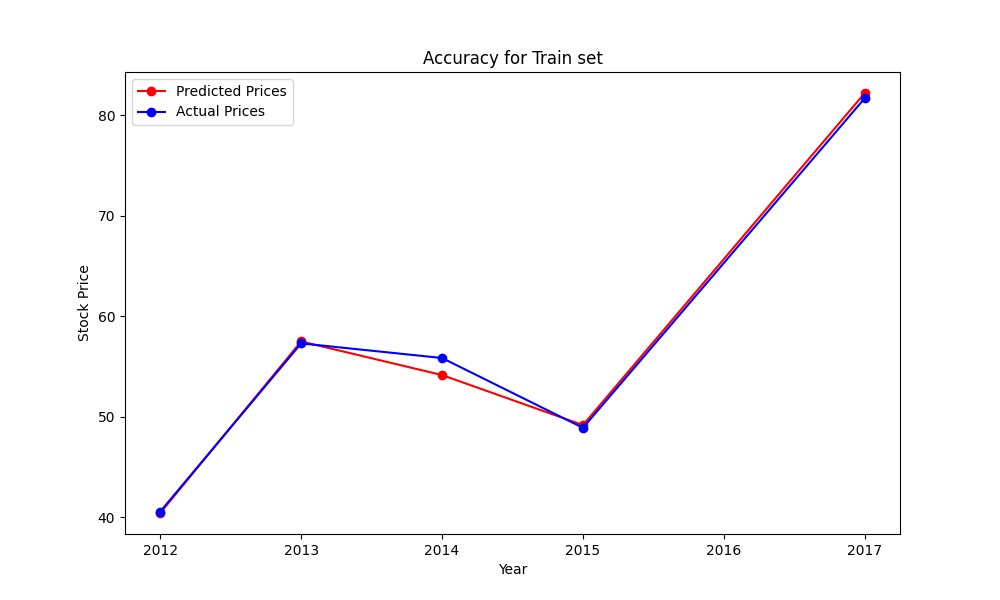 Accuracy for Train set
Predicted Prices
Actual Prices
80
70
60
50
40
Stock Price
2012 2013 2014 2015 2016 2017
Year